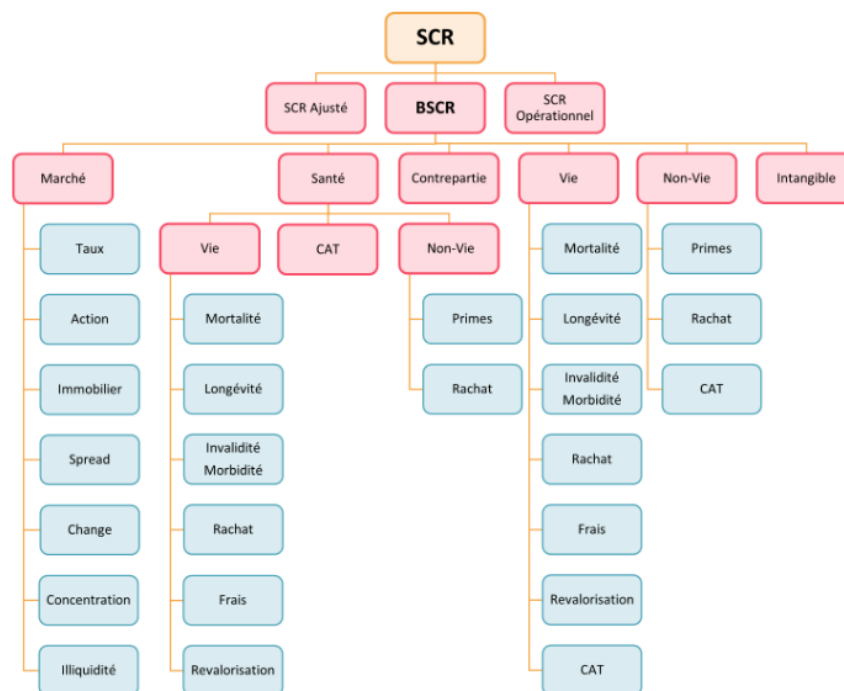 SCR
SCR Ajusté
BSCR
SCR
Opérationnel
Marché
Santé
Contrepartie
Vie
Non-Vie
Intangible
Taux
Action
Immobilier
Spread
Change
Concentration
Illiquidité
Vie
CAT
Non-Vie
Mortalité
Longévité
Invalidité
Morbidité
Rachat
Frais
Revalorisation
Primes
Rachat
Mortalité
Longévité
Invalidité
Morbidité
Rachat
Frais
Revalorisation
CAT
Primes
Rachat
CAT